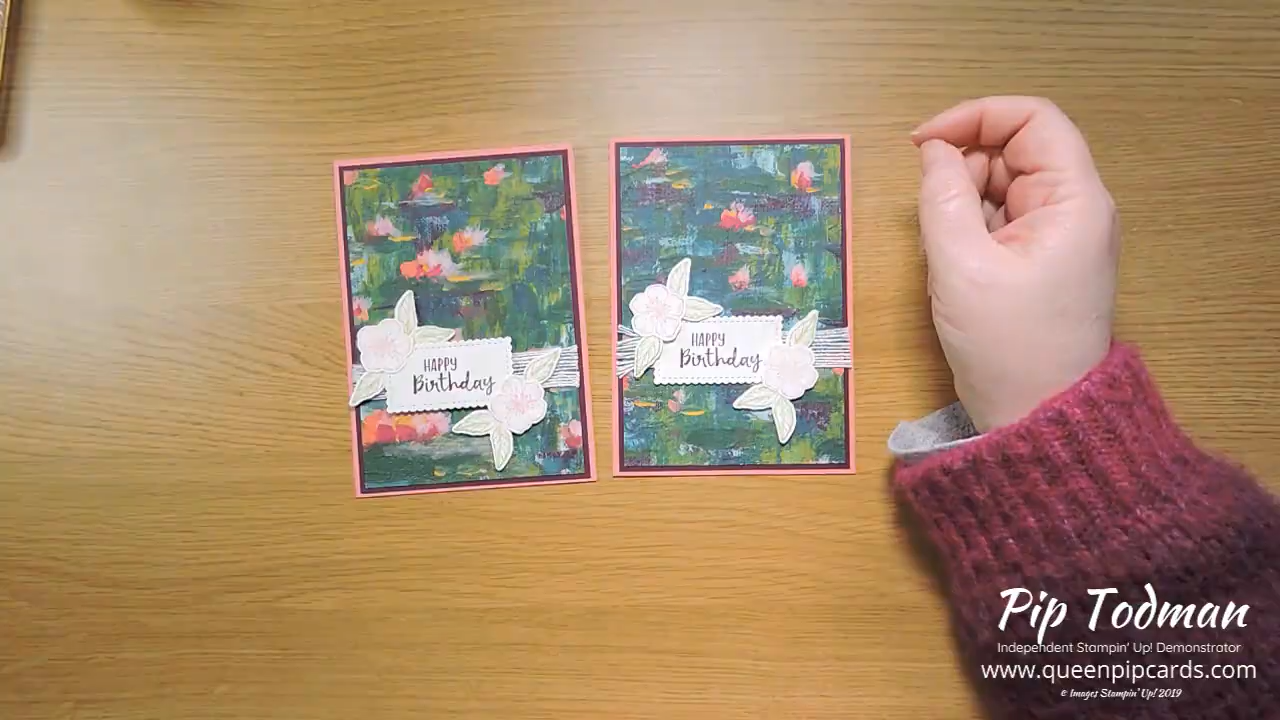 HAPPY
Birthday
HAPPY
Birthday
Pip Todman
Independent Stampin' Up! Demonstrator
www.queenpipcards.com
© Images Stampin' Up! 2019